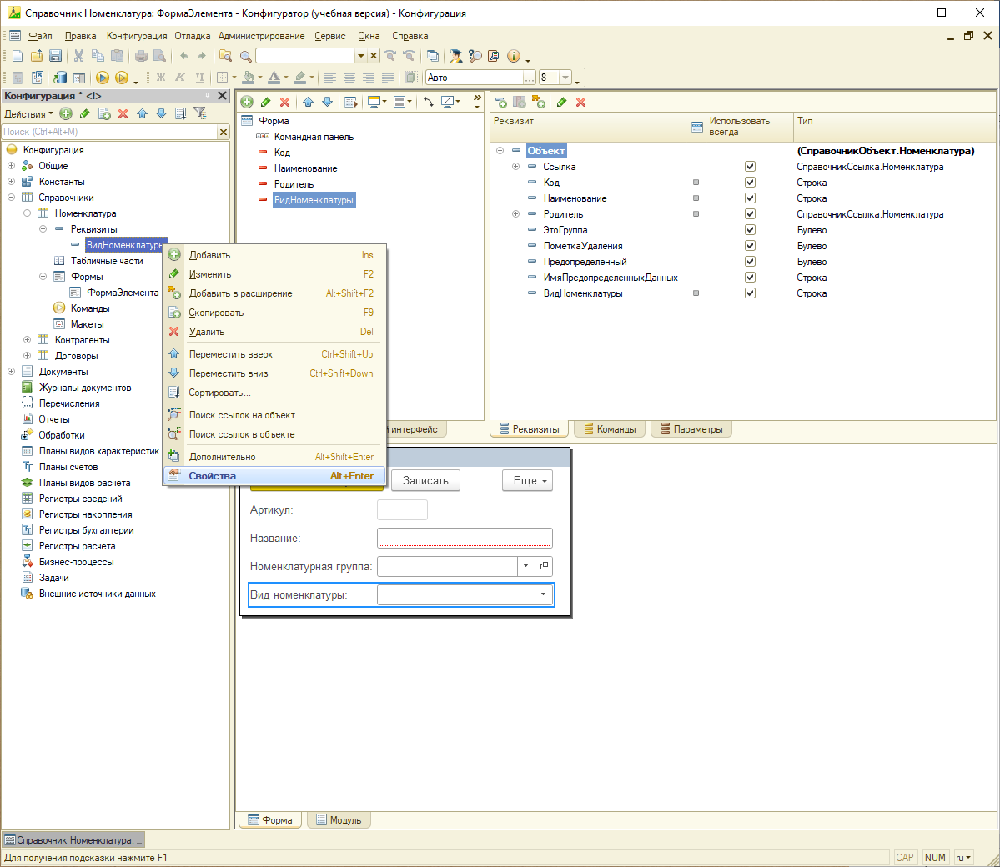 Справочник Номенклатура: ФормаЭлемента - Конфигуратор (учебная версия) - Конфигурация
Файл Правка Конфигурация Отладка Администрирование Сервис Окна Справка
Ж К Ч Авто ... 8
Конфигурация * <!>
Действия
Поиск (Ctrl+Alt+M)
Конфигурация
Общие
Константы
Справочники
Номенклатура
Реквизиты
ВидНоменклатуры
Табличные части
Формы
ФормаЭлемента
Команды
Макеты
Контрагенты
Договоры
Документы
Журналы документов
Перечисления
Отчеты
Обработки
Планы видов характеристик
Планы счетов
Планы видов расчета
Регистры сведений
Регистры накопления
Регистры бухгалтерии
Регистры расчета
Бизнес-процессы
Задачи
Внешние источники данных
Добавить Ins
Изменить F2
Добавить в расширение Alt+Shift+F2
Скопировать F9
Удалить Del
Переместить вверх Ctrl+Shift+Up
Переместить вниз Ctrl+Shift+Down
Сортировать...
Поиск ссылок на объект
Поиск ссылок в объекте
Дополнительно Alt+Shift+Enter
Свойства Alt+Enter
Форма
Командная панель
Код
Наименование
Родитель
ВидНоменклатуры
интерфейс
Реквизит Использовать всегда Тип
Объект (СправочникОбъект.Номенклатура)
Ссылка СправочникСсылка.Номенклатура
Код Строка
Наименование Строка
Родитель СправочникСсылка.Номенклатура
ЭтоГруппа Булево
ПометкаУдаления Булево
Предопределенный Булево
ИмяПредопределенныхДанных Строка
ВидНоменклатуры Строка
Реквизиты Команды Параметры
Записать Еще
Артикул:
Название:
Номенклатурная группа:
Вид номенклатуры:
Форма Модуль
Справочник Номенклатура: ...
Для получения подсказки нажмите F1 CAP NUM ru